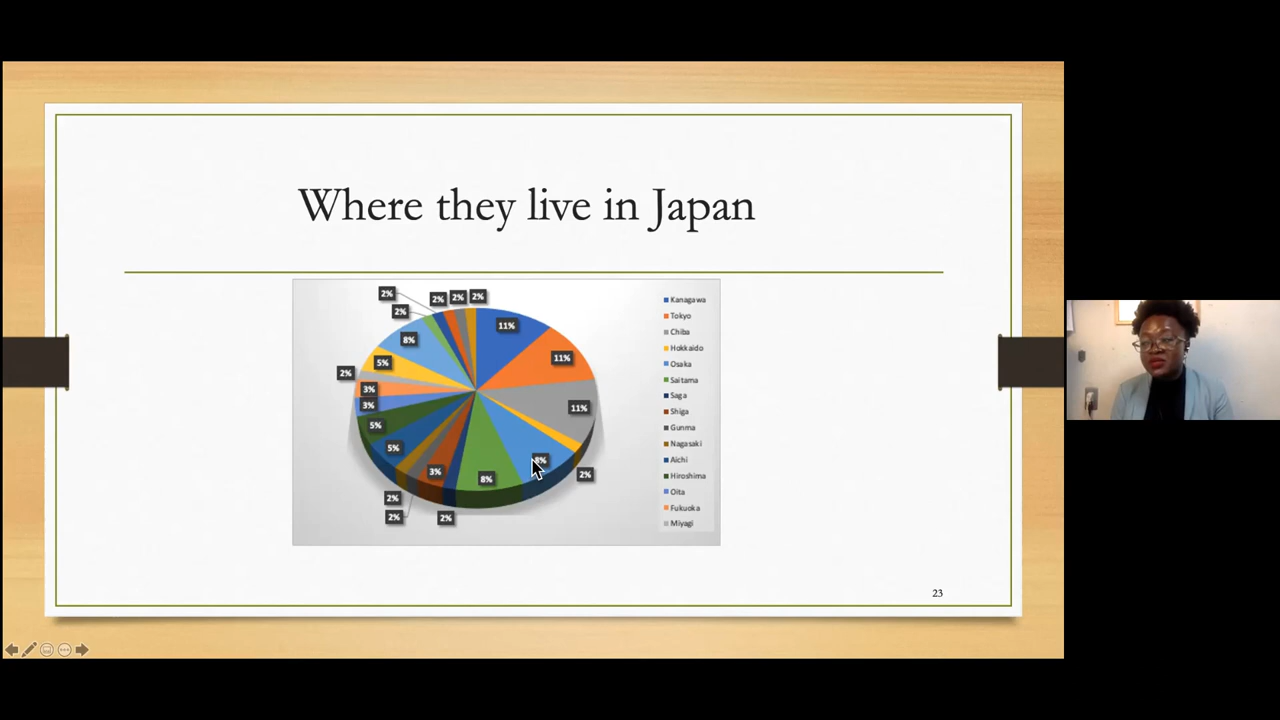 Where they live in Japan
2%
2%
2%
2%
2%
11%
8%
11%
5%
2%
3%
3%
11%
5%
5%
8%
3%
8%
2%
2%
2%
2%
Kanagawa
Tokyo
Chiba
Hokkaido
Osaka
Saitama
Saga
Shiga
Gunma
Nagasaki
Aichi
Hiroshima
Oita
Fukuoka
Miyagi
23